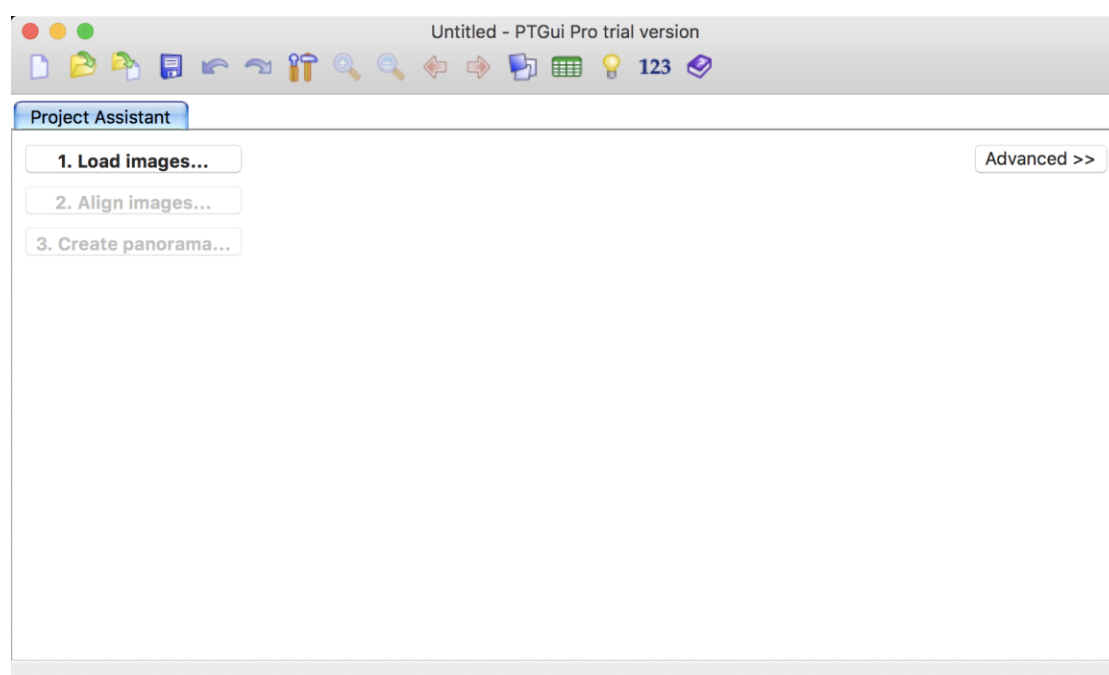 Untitled - PTGui Pro trial version
123
Project Assistant
1. Load images...
Advanced >>
2. Align images...
3. Create panorama...